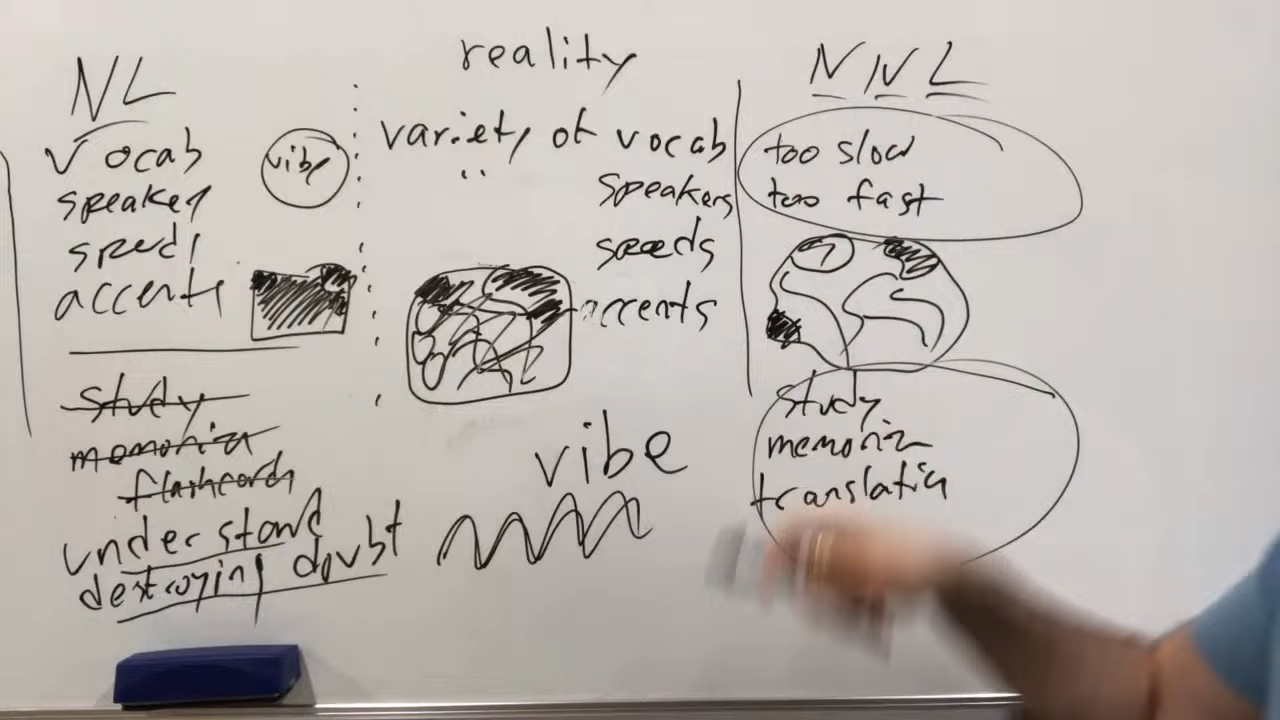 NL
vocab
speaker
speed
accents
vibe
study
memoriz
flashcards
understand
destroying doubt
reality
variety of vocab
"
speakers
speeds
accents
vibe
NNL
too slow
too fast
study
memoriz
translatin